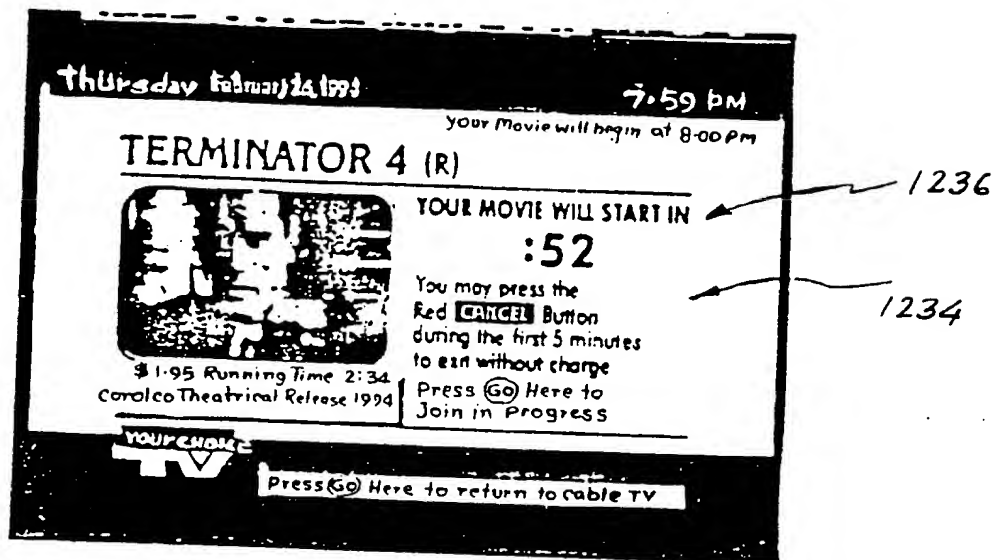 Thursday February 24, 1993
7:59 PM
Your Movie will begin at 8:00 PM
TERMINATOR 4 (R)
YOUR MOVIE WILL START IN
:52
You may press the
Red CANCEL Button
during the first 5 minutes
to exit without charge
$1.95 Running Time 2:34
Corolco Theatrical Release 1994
Press Go Here to
Join in Progress
YOUR CHOICE
TV
Press Go Here to return to cable TV
1236
1234